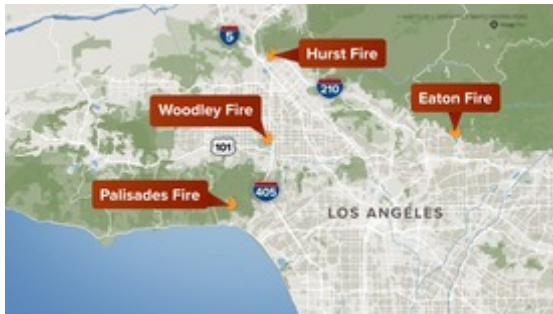 5
Hurst Fire
210
Eaton Fire
Woodley Fire
101
Palisades Fire
405
LOS ANGELES